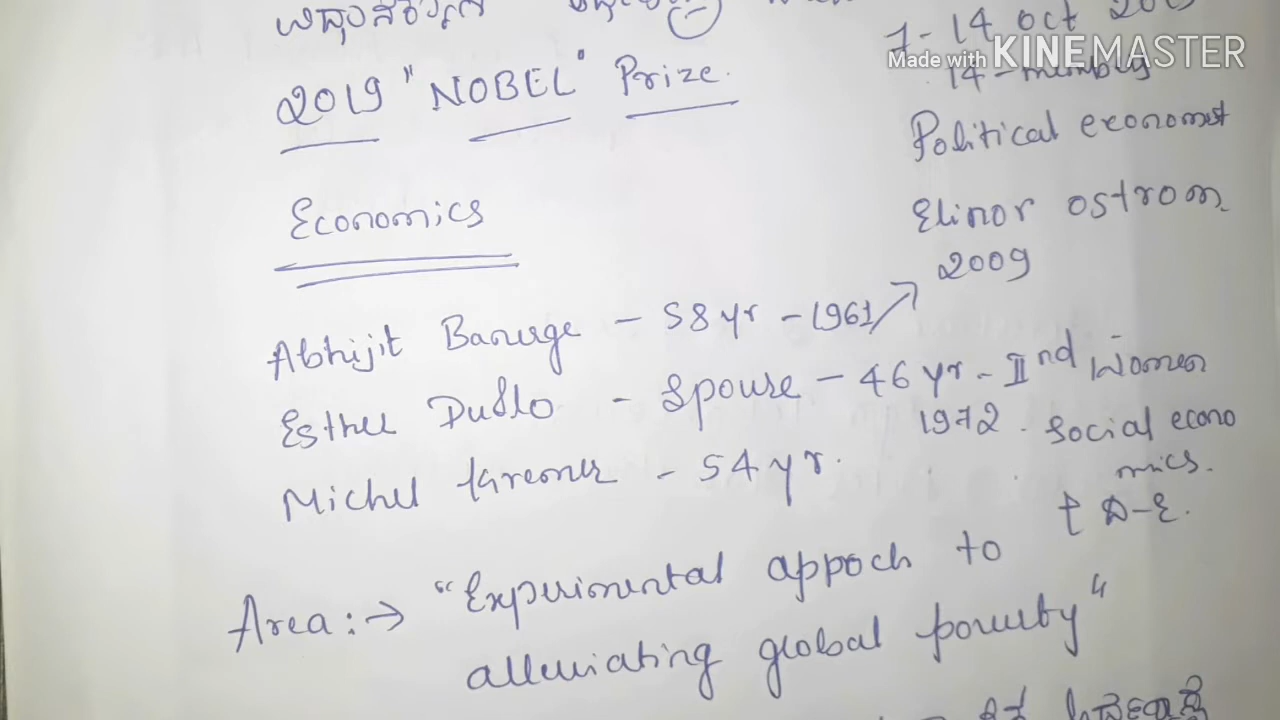 7-14 oct
Made with KINEMASTER
2019 "NOBEL" Prize.
14-members
Political economist
Economics
Elinor ostrom.
2009
Abhijit Banerge - 58 yr - 1961
Esther Duflo - Spouse - 46 yr - IInd Women
1972. Social econo
mics.
Michel Kremer - 54 yr.
D-E.
Area :→ "Experimental appoch to
alleviating global poverty"